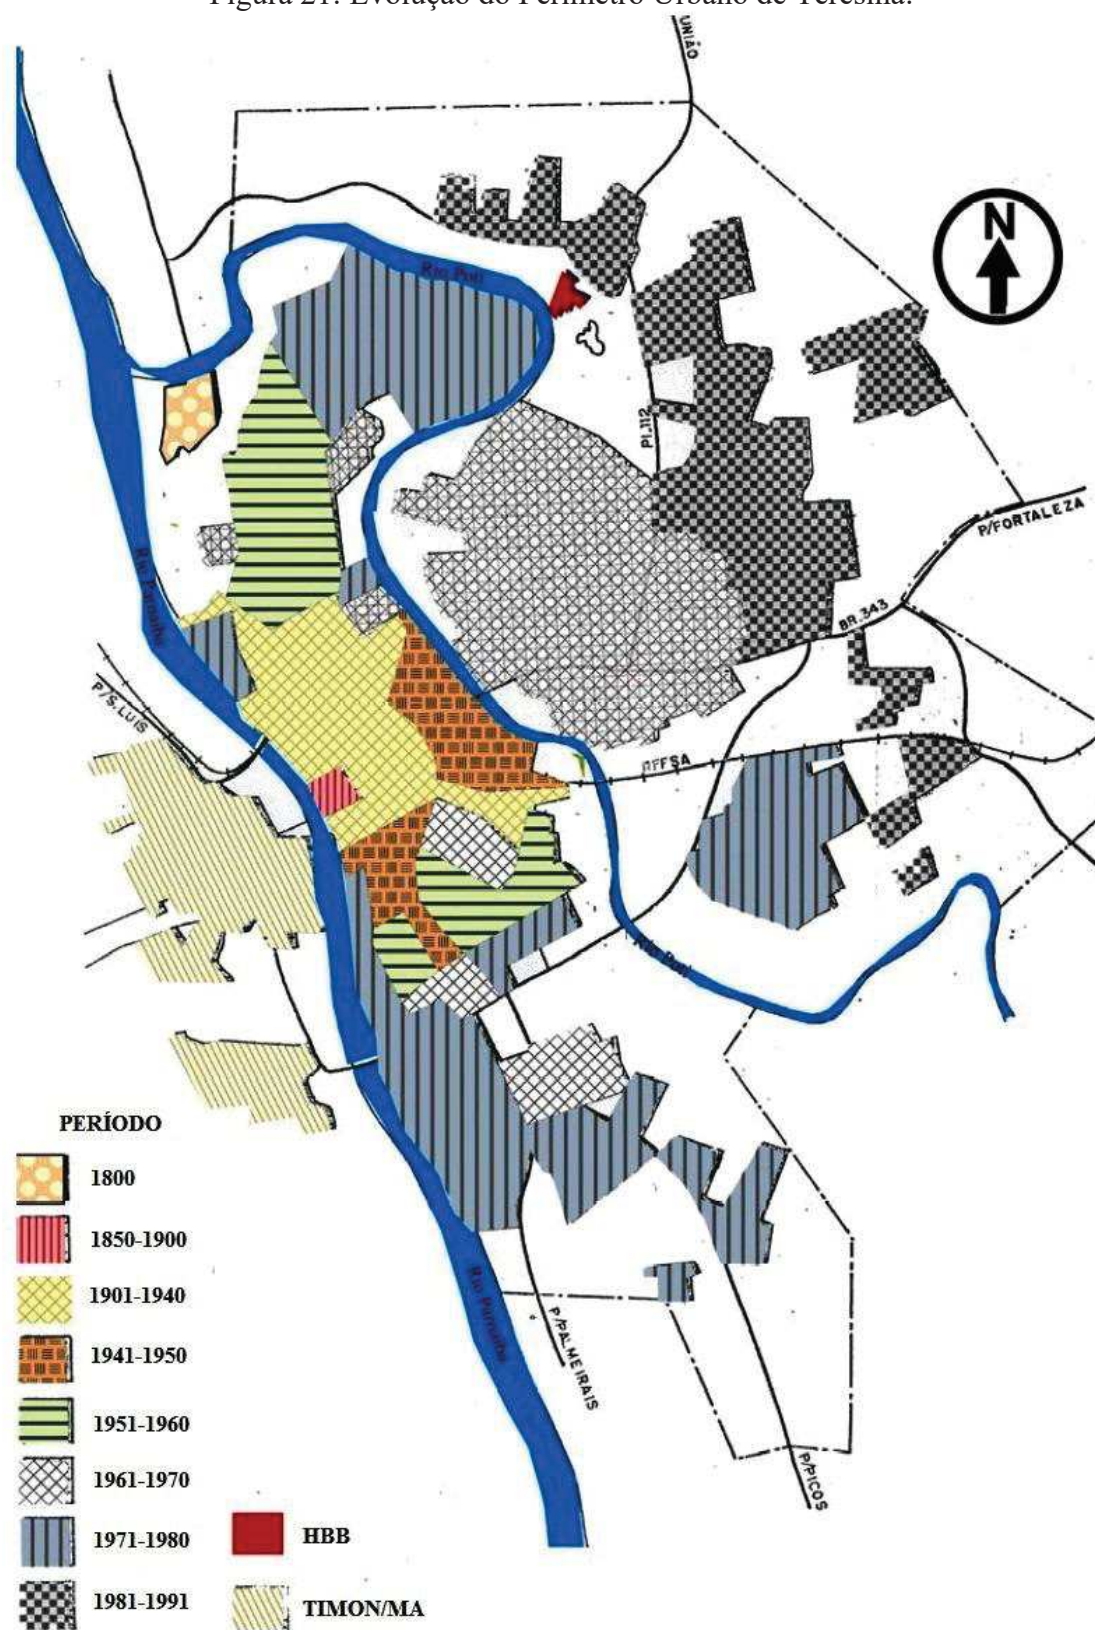 Figura 21: Evolução do Perímetro Urbano de Teresina.
UNIÃO
N
Rio Poti
PI.112
P/FORTALEZA
Rio Parnaíba
BR.343
P/S. LUIS
RFFSA
Rio Poti
PERÍODO
1800
1850-1900
1901-1940
1941-1950
1951-1960
1961-1970
1971-1980
1981-1991
HBB
TIMON/MA
Rio Parnaíba
P/PALMEIRAIS
P/PICOS